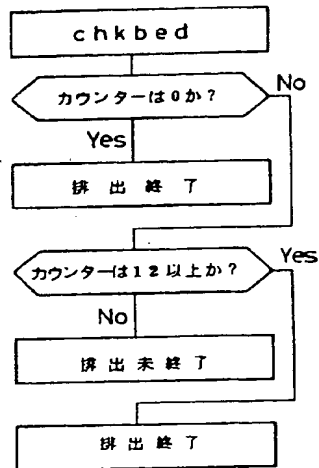 chkbed
カウンターは0か?
No
Yes
排出終了
カウンターは12以上か?
Yes
No
排出未終了
排出終了